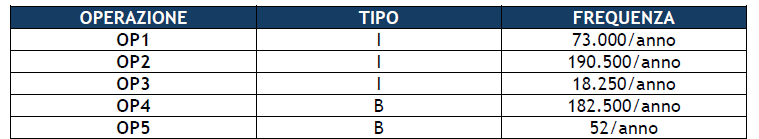 OPERAZIONE TIPO FREQUENZA
OP1 I 73.000/anno
OP2 I 190.500/anno
OP3 I 18.250/anno
OP4 B 182.500/anno
OP5 B 52/anno